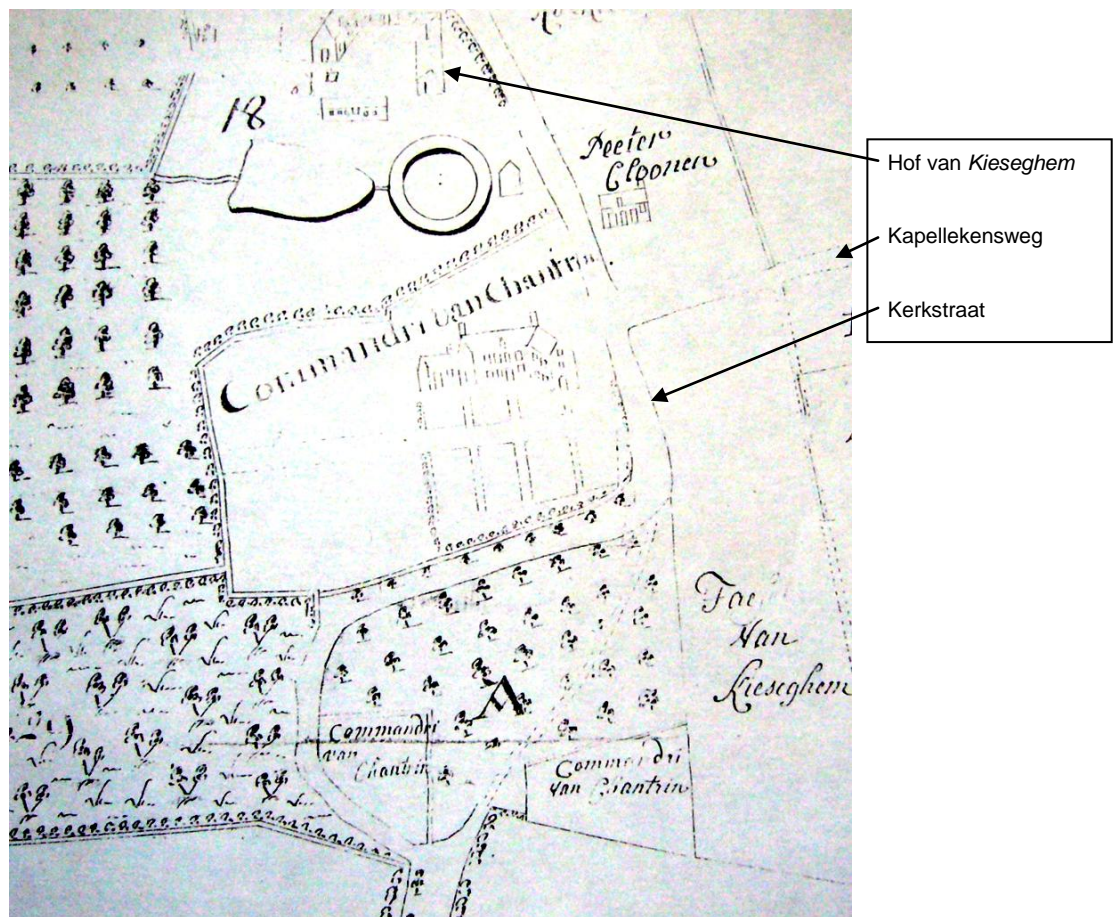 18
Peeter
Cloonen
Commandri van Chantrin.
Fac
Van
Kieseghem
A
Commandri
van
Chantrin
Commandri
Van Chantrin
Hof van Kieseghem
Kapellekensweg
Kerkstraat